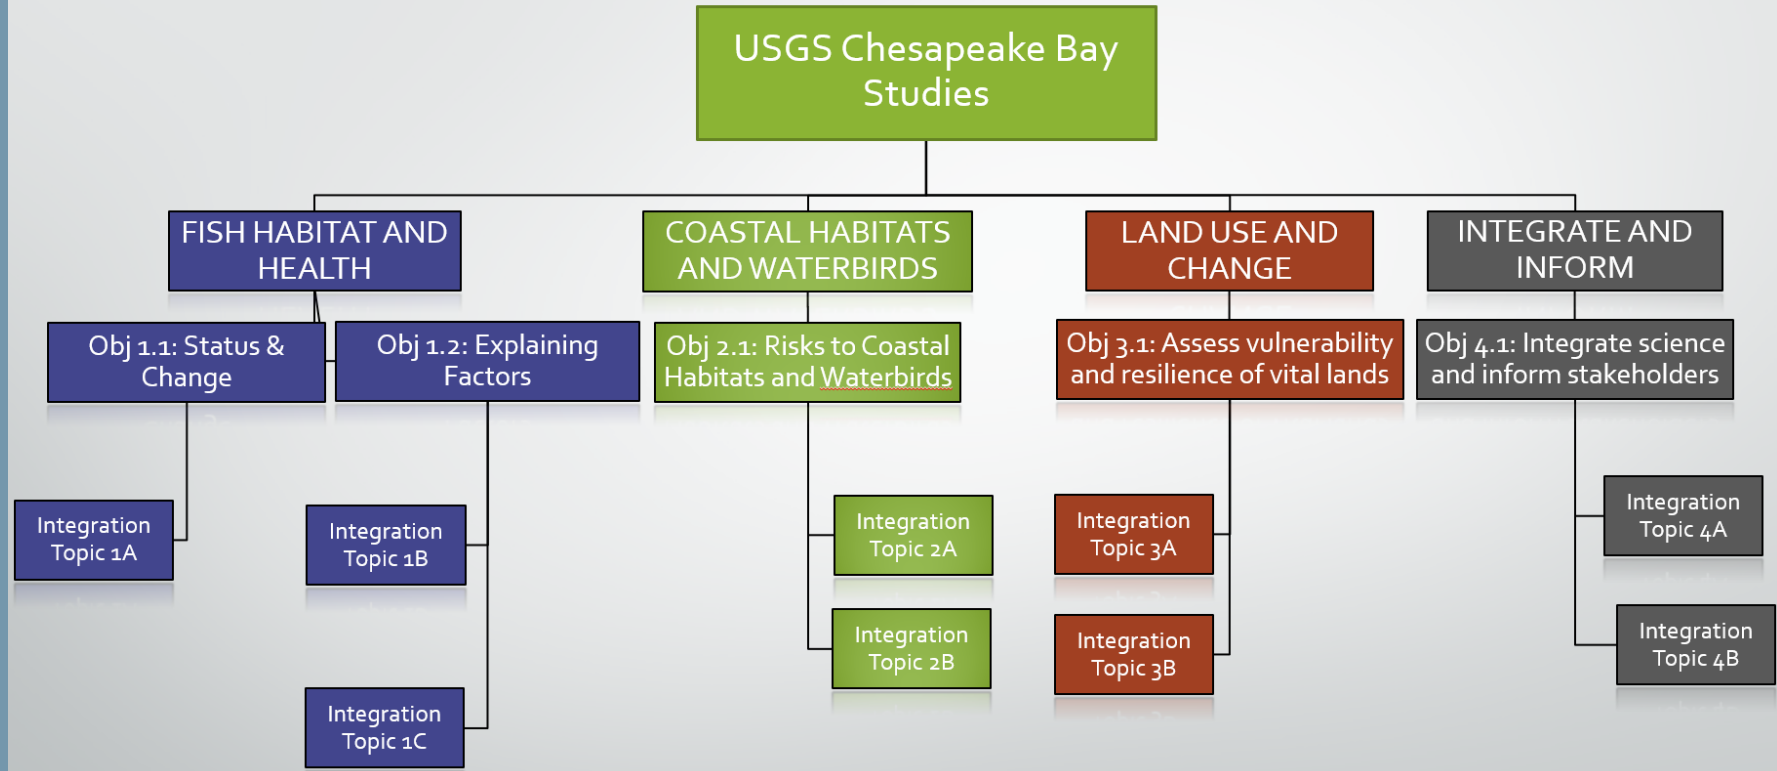 USGS Chesapeake Bay
Studies
FISH HABITAT AND
HEALTH
COASTAL HABITATS
AND WATERBIRDS
LAND USE AND
CHANGE
INTEGRATE AND
INFORM
Obj 1.1: Status &
Change
Obj 1.2: Explaining
Factors
Obj 2.1: Risks to Coastal
Habitats and Waterbirds
Obj 3.1: Assess vulnerability
and resilience of vital lands
Obj 4.1: Integrate science
and inform stakeholders
Integration
Topic 1A
Integration
Topic 1B
Integration
Topic 1C
Integration
Topic 2A
Integration
Topic 2B
Integration
Topic 3A
Integration
Topic 3B
Integration
Topic 4A
Integration
Topic 4B